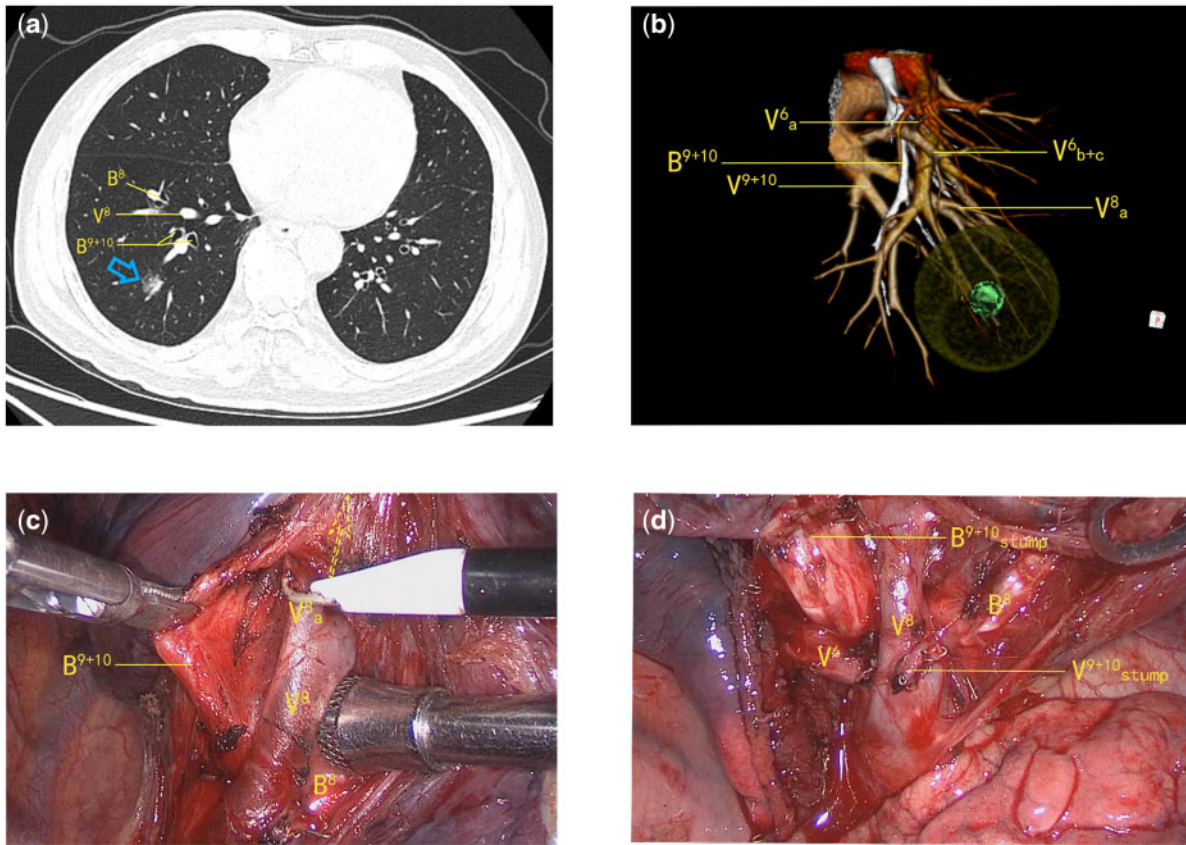 (a)
B⁸
V⁸
B⁹⁺¹⁰
(b)
V⁶a
B⁹⁺¹⁰
V⁹⁺¹⁰
V⁶b+c
V⁸a
P
(c)
V⁸a
B⁹⁺¹⁰
V⁸
B⁸
(d)
B⁹⁺¹⁰stump
B⁸
V⁸
V⁶
V⁹⁺¹⁰stump